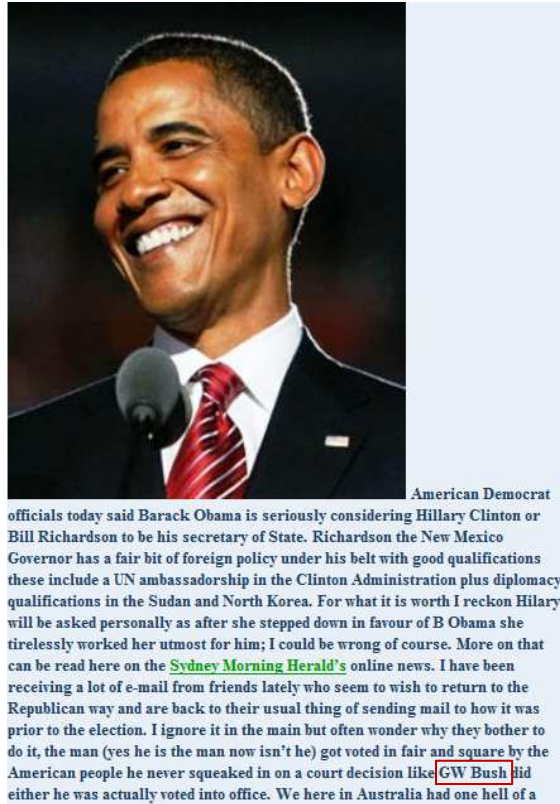 American Democrat
officials today said Barack Obama is seriously considering Hillary Clinton or
Bill Richardson to be his secretary of State. Richardson the New Mexico
Governor has a fair bit of foreign policy under his belt with good qualifications
these include a UN ambassadorship in the Clinton Administration plus diplomacy
qualifications in the Sudan and North Korea. For what it is worth I reckon Hilary
will be asked personally as after she stepped down in favour of B Obama she
tirelessly worked her utmost for him; I could be wrong of course. More on that
can be read here on the Sydney Morning Herald's online news. I have been
receiving a lot of e-mail from friends lately who seem to wish to return to the
Republican way and are back to their usual thing of sending mail to how it was
prior to the election. I ignore it in the main but often wonder why they bother to
do it, the man (yes he is the man now isn't he) got voted in fair and square by the
American people he never squeaked in on a court decision like GW Bush did
either he was actually voted into office. We here in Australia had one hell of a